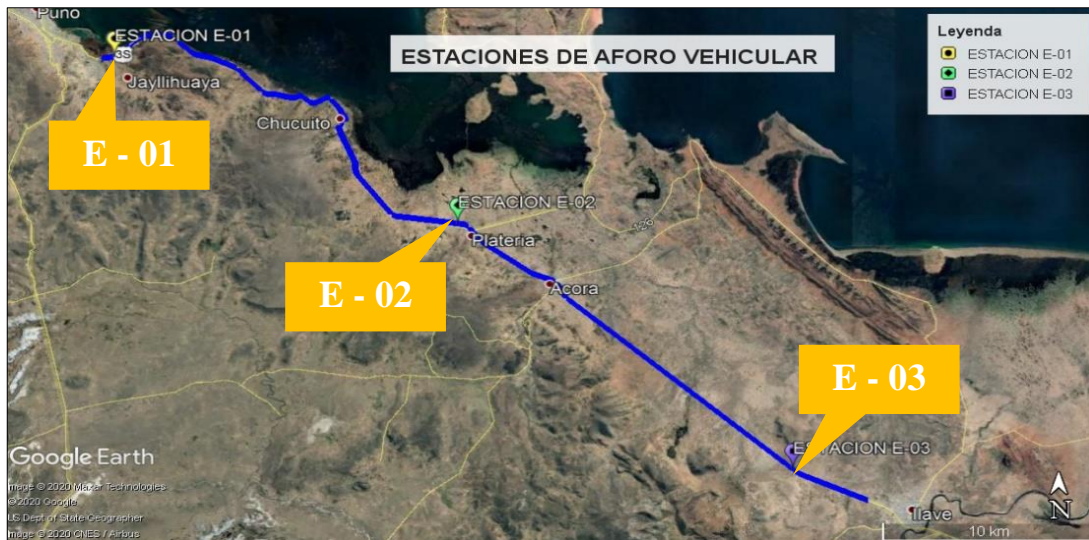 Puno
ESTACION E-01
3S
Jayllihuaya
ESTACIONES DE AFORO VEHICULAR
Leyenda
ESTACION E-01
ESTACION E-02
ESTACION E-03
E - 01
Chucuito
ESTACION E-02
126
Plateria
E - 02
Acora
E - 03
ESTACION E-03
Google Earth
Image © 2020 Maxar Technologies
© 2020 Google
US Dept of State Geographer
Image © 2020 CNES / Airbus
Ilave
N
10 km